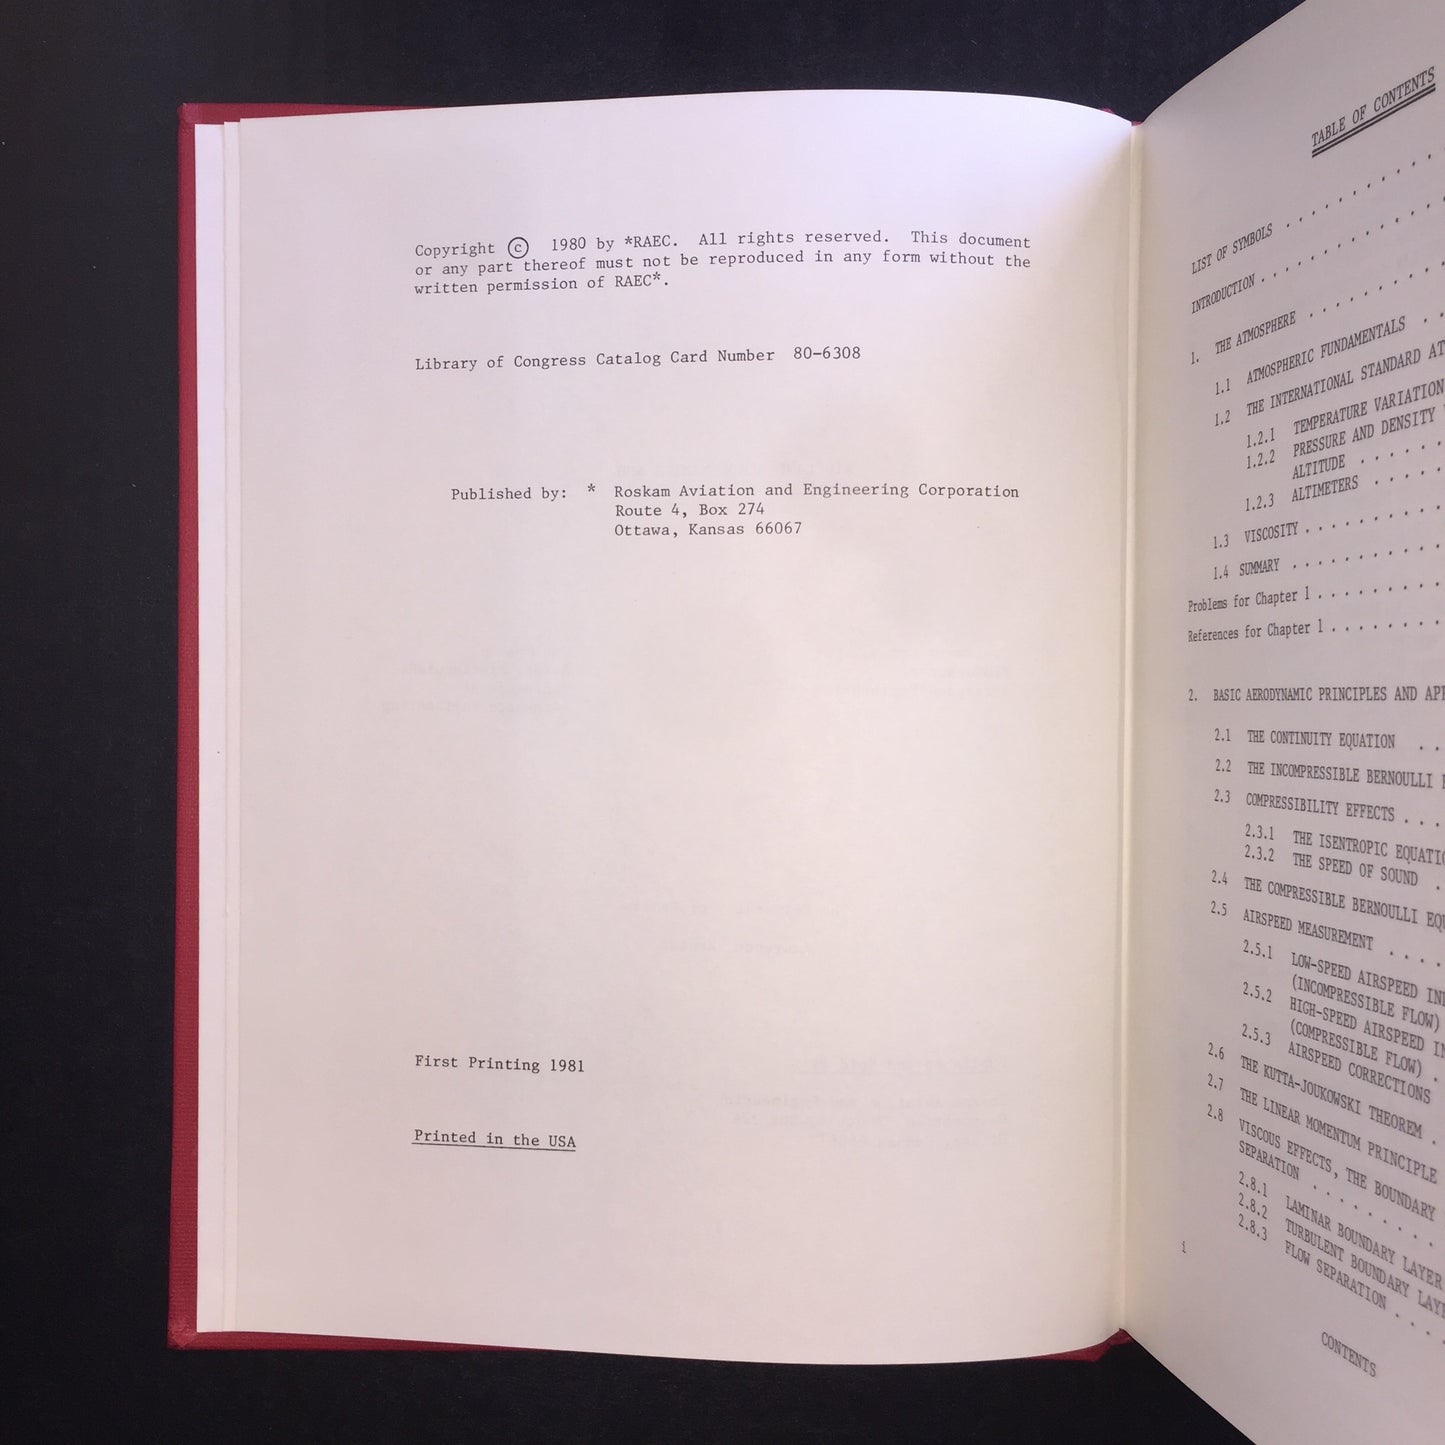 Copyright © 1980 by *RAEC. All rights reserved. This document
or any part thereof must not be reproduced in any form without the
written permission of RAEC*.
Library of Congress Catalog Card Number 80-6308
Published by: * Roskam Aviation and Engineering Corporation
Route 4, Box 274
Ottawa, Kansas 66067
First Printing 1981
Printed in the USA
TABLE OF CONTENTS
LIST OF SYMBOLS . . . . . . . . . . .
INTRODUCTION . . . . . . . . . . . .
1. THE ATMOSPHERE . . . . . . . . .
1.1 ATMOSPHERIC FUNDAMENTALS . .
1.2 THE INTERNATIONAL STANDARD
1.2.1 TEMPERATURE VARIATION
1.2.2 PRESSURE AND DENSITY
ALTITUDE . . . . . .
1.2.3 ALTIMETERS . . . . .
1.3 VISCOSITY . . . . . . . . . .
1.4 SUMMARY . . . . . . . . . . .
Problems for Chapter 1 . . . . . . . . .
References for Chapter 1 . . . . . . . .
2. BASIC AERODYNAMIC PRINCIPLES AND
2.1 THE CONTINUITY EQUATION . .
2.2 THE INCOMPRESSIBLE BERNOULLI
2.3 COMPRESSIBILITY EFFECTS . . .
2.3.1 THE ISENTROPIC
2.3.2 THE SPEED OF SOUND .
2.4 THE COMPRESSIBLE BERNOULLI
2.5 AIRSPEED MEASUREMENT . . . .
2.5.1 LOW-SPEED AIRSPEED
(INCOMPRESSIBLE FLOW)
2.5.2 HIGH-SPEED AIRSPEED
(COMPRESSIBLE FLOW) .
2.5.3 AIRSPEED CORRECTIONS
2.6 THE KUTTA-JOUKOWSKI THEOREM .
2.7 THE LINEAR MOMENTUM PRINCIPLE
2.8 VISCOUS EFFECTS, THE BOUNDARY
SEPARATION . . . . . . . .
2.8.1 LAMINAR BOUNDARY LAYER
2.8.2 TURBULENT BOUNDARY
2.8.3 FLOW SEPARATION . . . .
i
CONTENTS